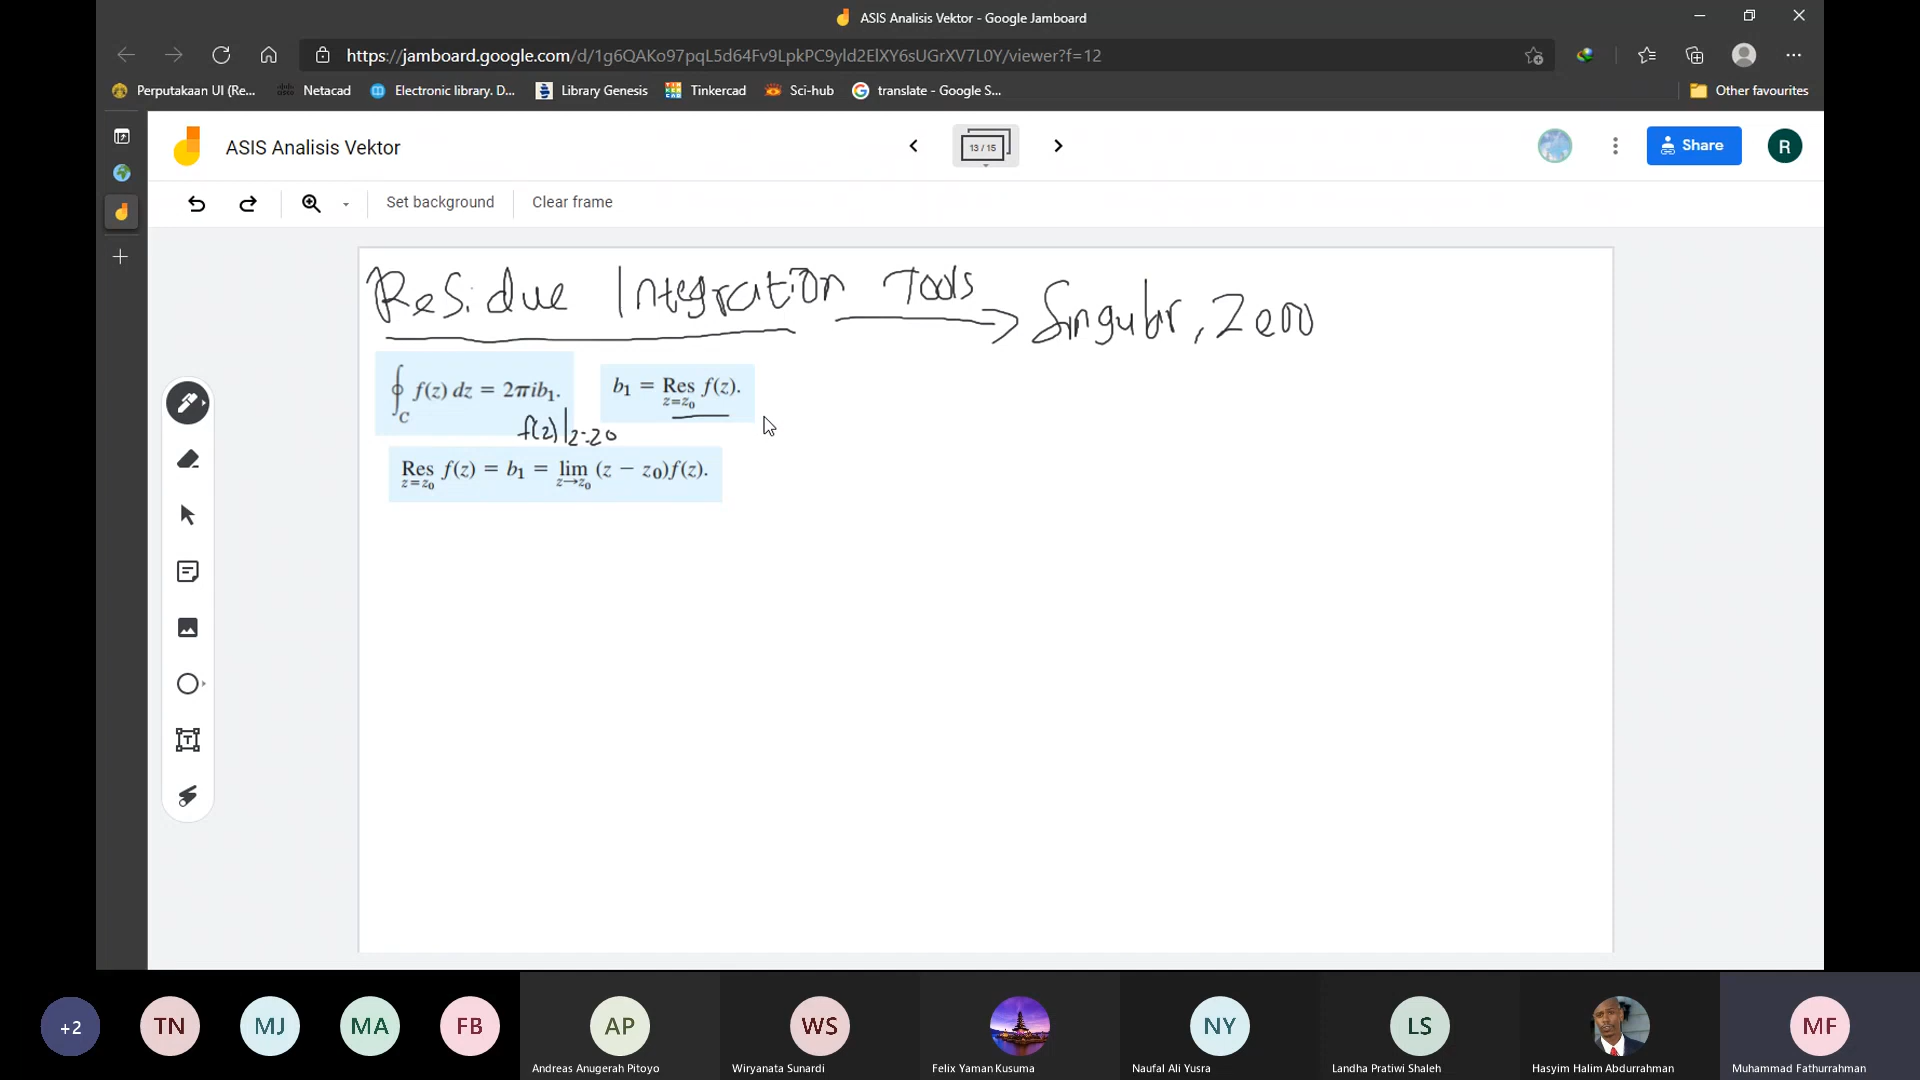 ASIS Analisis Vektor - Google Jamboard
https://jamboard.google.com/d/1g6QAKo97pqL5d64Fv9LpkPC9yld2ElXY6sUGrXV7L0Y/viewer?f=12
Perputakaan UI (Re... Netacad Electronic library. D... Library Genesis Tinkercad Sci-hub translate - Google S... Other favourites
ASIS Analisis Vektor 13 / 15 Share R
Set background Clear frame
Residue Integration Tools → Singular, Zero
∮_C f(z) dz = 2πib₁.
b₁ = Res_{z=z₀} f(z).
f(z)|z=z0
Res_{z=z₀} f(z) = b₁ = lim_{z→z₀} (z − z₀)f(z).
+2 TN MJ MA FB AP WS NY LS MF
Andreas Anugerah Pitoyo Wiryanata Sunardi Felix Yaman Kusuma Naufal Ali Yusra Landha Pratiwi Shaleh Hasyim Halim Abdurrahman Muhammad Fathurrahman